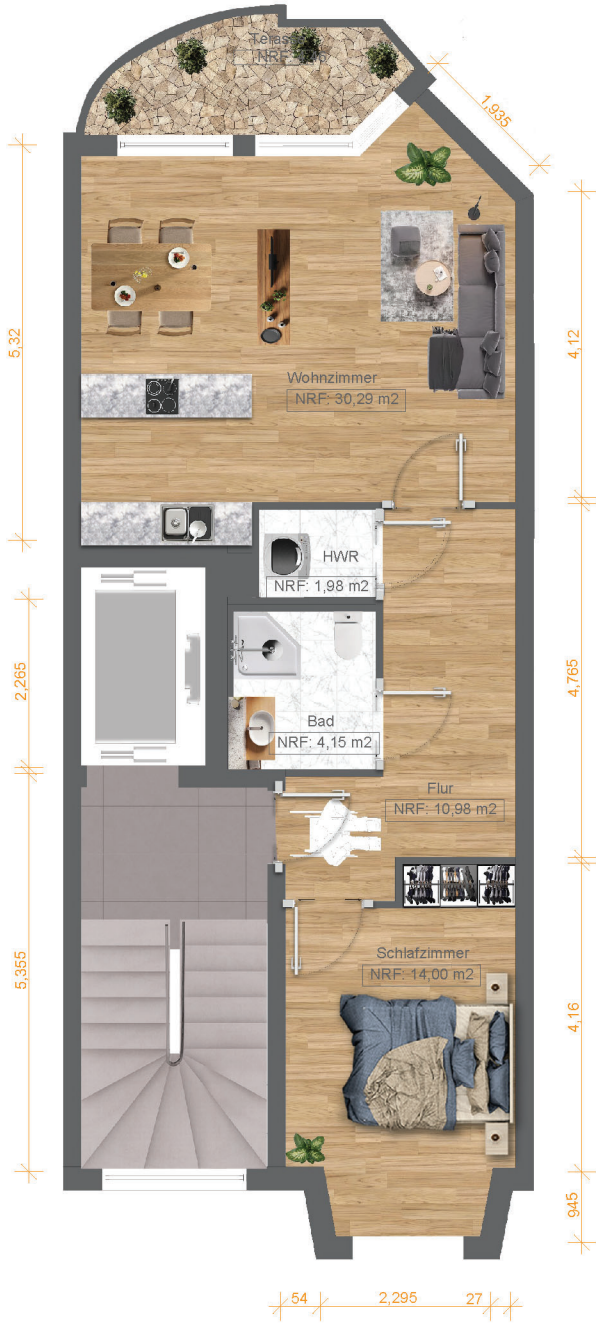 NRF:
1,935
5,32
4,12
Wohnzimmer
NRF: 30,29 m2
HWR
NRF: 1,98 m2
2,265
4,765
Bad
NRF: 4,15 m2
Flur
NRF: 10,98 m2
5,355
Schlafzimmer
NRF: 14,00 m2
4,16
945
54
2,295
27